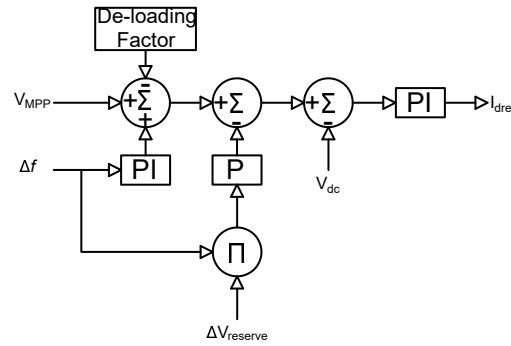 De-loading
Factor
V_MPP
+ Σ - +
+ Σ -
+ Σ -
PI
I_dre
Δf
PI
P
V_dc
Π
ΔV_reserve